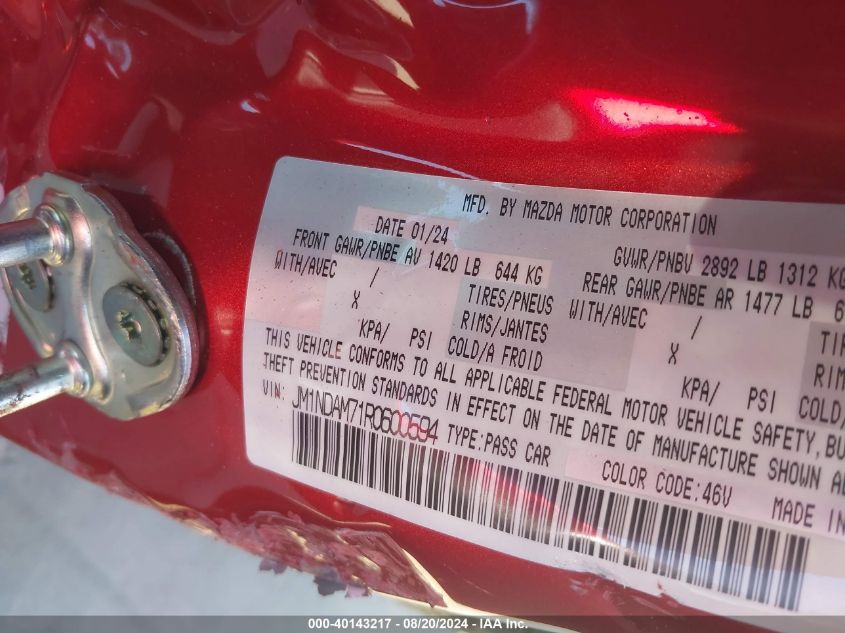 MFD. BY MAZDA MOTOR CORPORATION
DATE 01/24
GVWR/PNBV 2892 LB 1312 KG
FRONT GAWR/PNBE AV 1420 LB 644 KG
REAR GAWR/PNBE AR 1477 LB 6
WITH/AVEC / X
TIRES/PNEUS
RIMS/JANTES
KPA/ PSI COLD/A FROID
WITH/AVEC / X
KPA/ PSI COLD/
THIS VEHICLE CONFORMS TO ALL APPLICABLE FEDERAL MOTOR VEHICLE SAFETY, BU
THEFT PREVENTION STANDARDS IN EFFECT ON THE DATE OF MANUFACTURE SHOWN A
VIN: JM1NDAM71R0600594 TYPE:PASS CAR
COLOR CODE:46V MADE IN
000-40143217 - 08/20/2024 - IAA Inc.